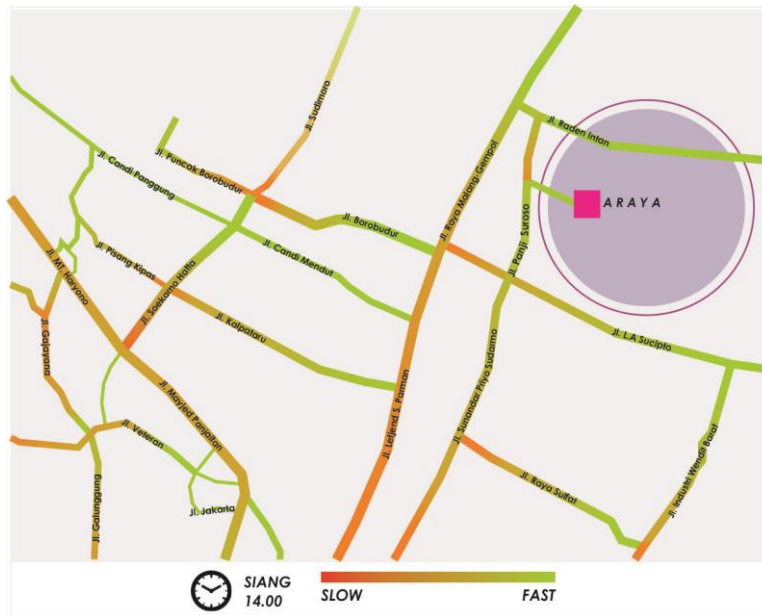 Jl. Sudimoro
Jl. Raden Intan
Jl. Puncak Borobudur
Jl. Candi Panggung
Jl. Raya Malang-Gempol
ARAYA
Jl. Borobudur
Jl. Panji Suroso
Jl. Pisang Kipas
Jl. Candi Mendut
Jl. MT. Haryono
Jl. Soekarno Hatta
Jl. Kalpataru
Jl. L.A Sucipto
Jl. Gajayana
Jl. Mayjed Panjaitan
Jl. Letjend S. Parman
Jl. Sunandar Priyo Sudarmo
Jl. Veteran
Jl. Industri Wendit Barat
Jl. Raya Sulfat
Jl. Galunggung
Jl. Jakarta
SIANG
14.00
SLOW
FAST